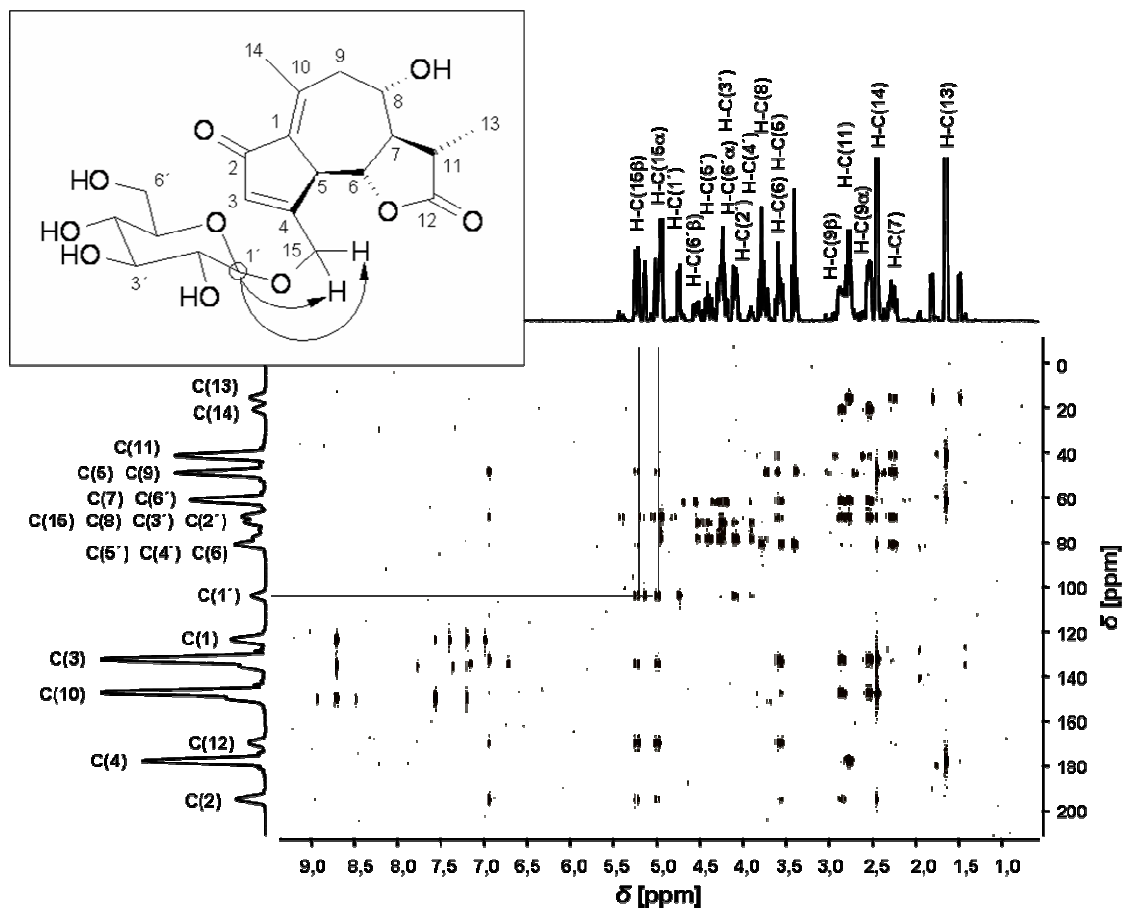 14
10
9
OH
8
13
1
7
11
O
2
5
6
12
O
O
3
4
HO
6´
HO
HO
O
1´
15
H
3´
HO
O
H
H-C(15β)
H-C(15α)
H-C(1´)
H-C(6´β)
H-C(5´)
H-C(6´α)
H-C(3´)
H-C(2´)
H-C(4´)
H-C(8)
H-C(6)
H-C(5)
H-C(9β)
H-C(11)
H-C(9α)
H-C(14)
H-C(7)
H-C(13)
C(13)
C(14)
C(11)
C(5) C(9)
C(7) C(6´)
C(15) C(8) C(3´) C(2´)
C(5´) C(4´) C(6)
C(1´)
C(1)
C(3)
C(10)
C(12)
C(4)
C(2)
0
20
40
60
80
100
120
140
160
180
200
δ [ppm]
9,0 8,5 8,0 7,5 7,0 6,5 6,0 5,5 5,0 4,5 4,0 3,5 3,0 2,5 2,0 1,5
δ [ppm]